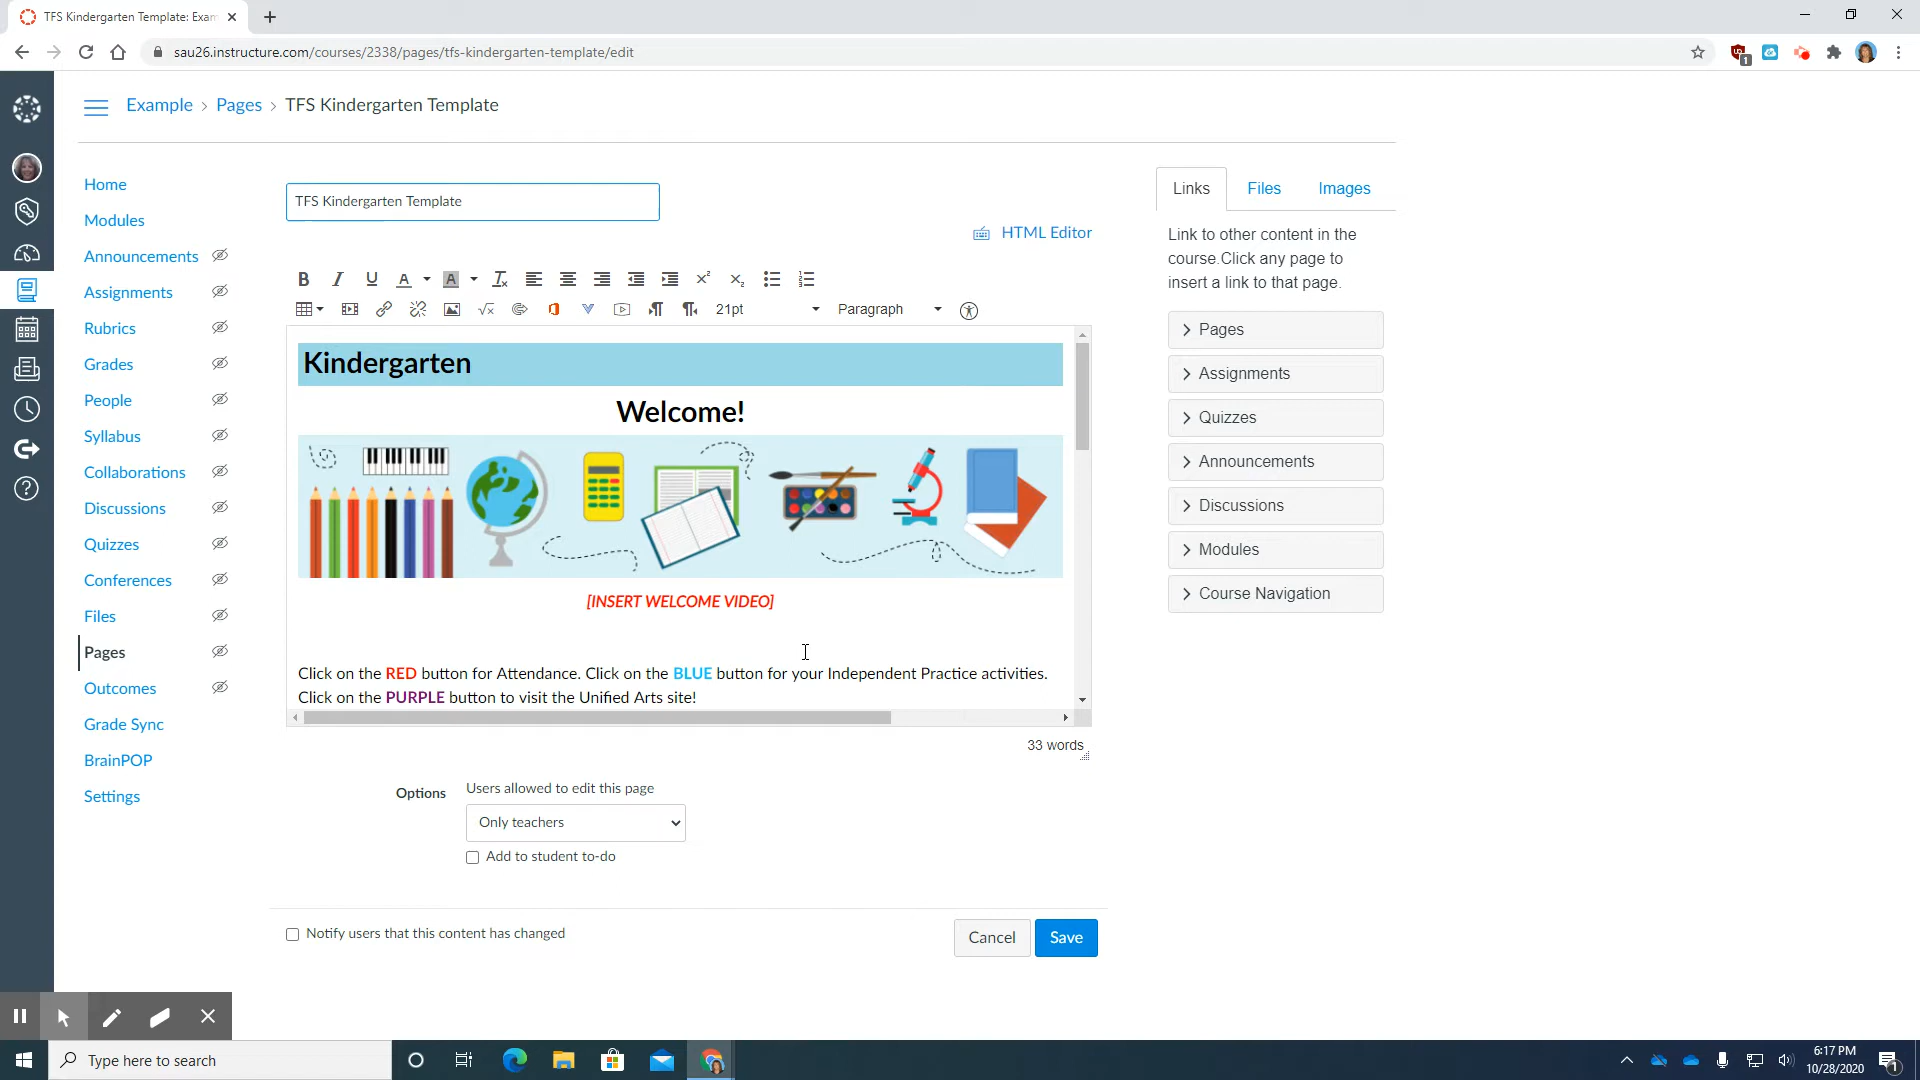 TFS Kindergarten Template: Exam
sau26.instructure.com/courses/2338/pages/tfs-kindergarten-template/edit
1
Example > Pages > TFS Kindergarten Template
Home
Modules
Announcements
Assignments
Rubrics
Grades
People
Syllabus
Collaborations
Discussions
Quizzes
Conferences
Files
Pages
Outcomes
Grade Sync
BrainPOP
Settings
TFS Kindergarten Template
HTML Editor
21pt
Paragraph
Kindergarten
Welcome!
[INSERT WELCOME VIDEO]
Click on the RED button for Attendance. Click on the BLUE button for your Independent Practice activities.
Click on the PURPLE button to visit the Unified Arts site!
33 words
Options
Users allowed to edit this page
Only teachers
Add to student to-do
Notify users that this content has changed
Cancel
Save
Links
Files
Images
Link to other content in the
course.Click any page to
insert a link to that page.
Pages
Assignments
Quizzes
Announcements
Discussions
Modules
Course Navigation
Type here to search
6:17 PM
10/28/2020
1